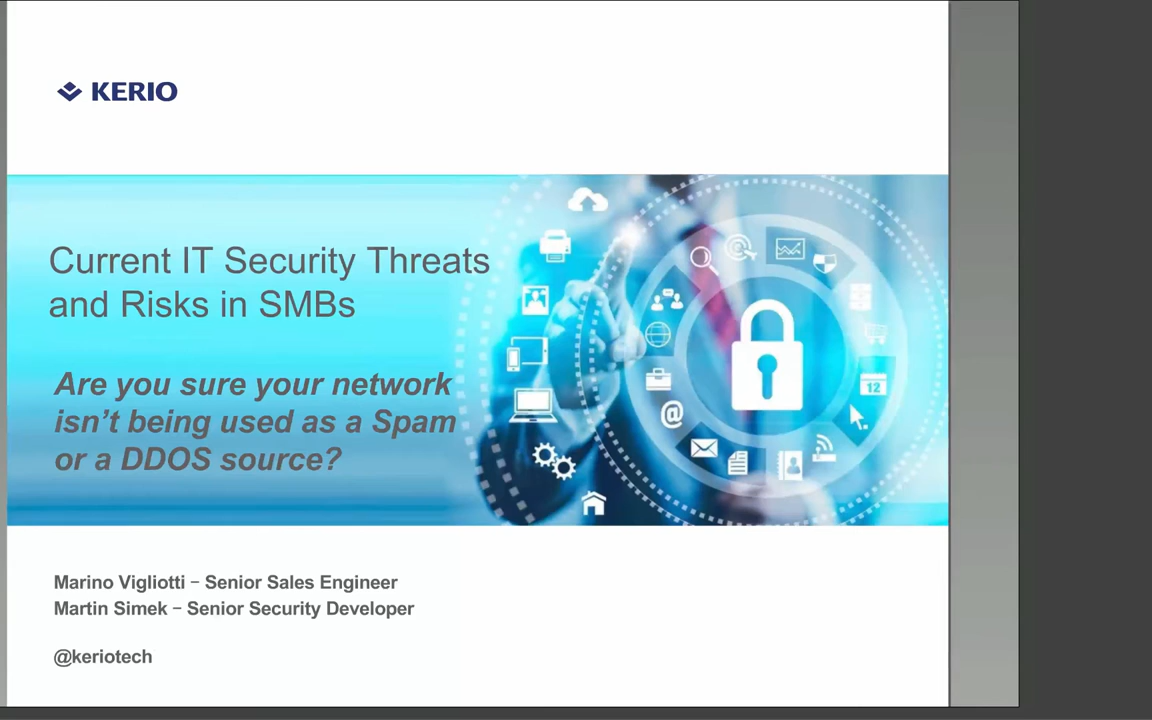 KERIO
Current IT Security Threats
and Risks in SMBs
Are you sure your network
isn't being used as a Spam
or a DDOS source?
12
@
Marino Vigliotti – Senior Sales Engineer
Martin Simek – Senior Security Developer
@keriotech